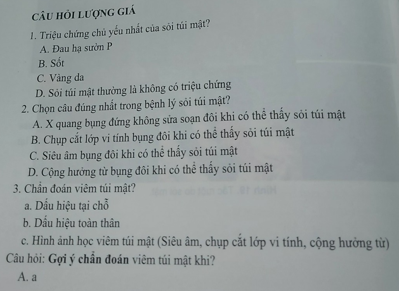 CÂU HỎI LƯỢNG GIÁ
1. Triệu chứng chủ yếu nhất của sỏi túi mật?
A. Đau hạ sườn P
B. Sốt
C. Vàng da
D. Sỏi túi mật thường là không có triệu chứng
2. Chọn câu đúng nhất trong bệnh lý sỏi túi mật?
A. X quang bụng đứng không sửa soạn đôi khi có thể thấy sỏi túi mật
B. Chụp cắt lớp vi tính bụng đôi khi có thể thấy sỏi túi mật
C. Siêu âm bụng đôi khi có thể thấy sỏi túi mật
D. Cộng hưởng từ bụng đôi khi có thể thấy sỏi túi mật
3. Chẩn đoán viêm túi mật?
a. Dấu hiệu tại chỗ
b. Dấu hiệu toàn thân
c. Hình ảnh học viêm túi mật (Siêu âm, chụp cắt lớp vi tính, cộng hưởng từ)
Câu hỏi: Gợi ý chẩn đoán viêm túi mật khi?
A. a